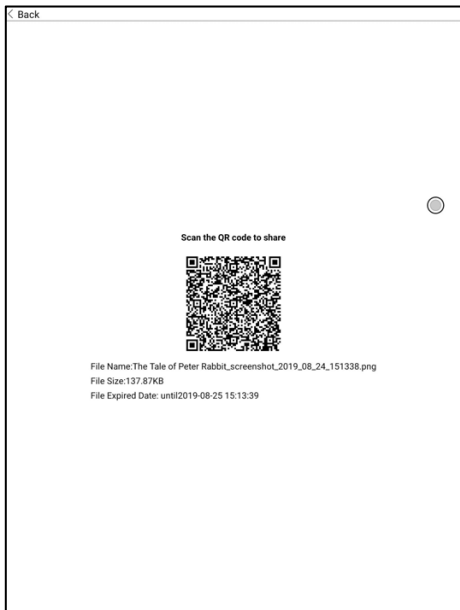 Back
Scan the QR code to share
File Name:The Tale of Peter Rabbit_screenshot_2019_08_24_151338.png
File Size:137.87KB
File Expired Date: until2019-08-25 15:13:39